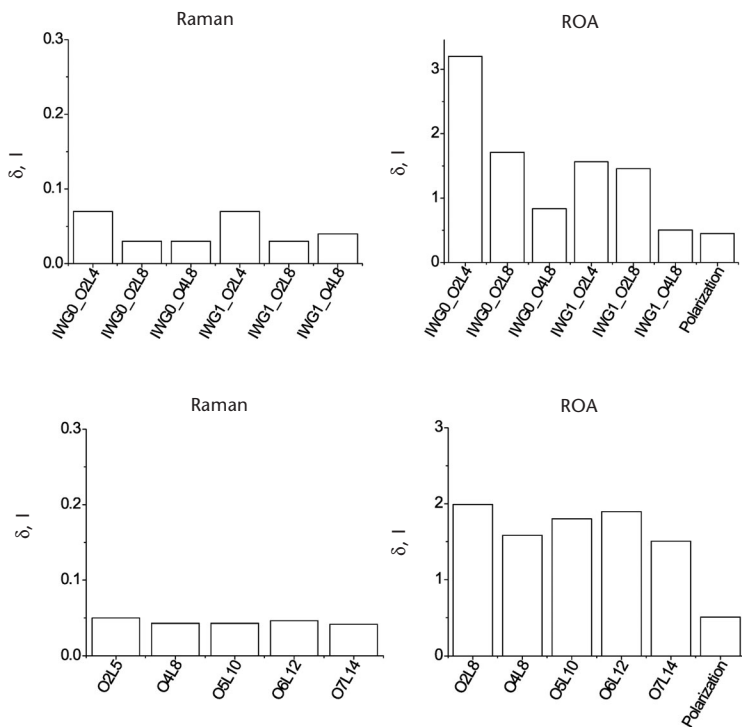 Raman
δ, I
0.3
0.2
0.1
0.0
IWG0_O2L4
IWG0_O2L8
IWG0_O4L8
IWG1_O2L4
IWG1_O2L8
IWG1_O4L8
ROA
δ, I
3
2
1
0
IWG0_O2L4
IWG0_O2L8
IWG0_O4L8
IWG1_O2L4
IWG1_O2L8
IWG1_O4L8
Polarization
Raman
δ, I
0.3
0.2
0.1
0.0
O2L5
O4L8
O5L10
O6L12
O7L14
ROA
δ, I
3
2
1
0
O2L8
O4L8
O5L10
O6L12
O7L14
Polarization